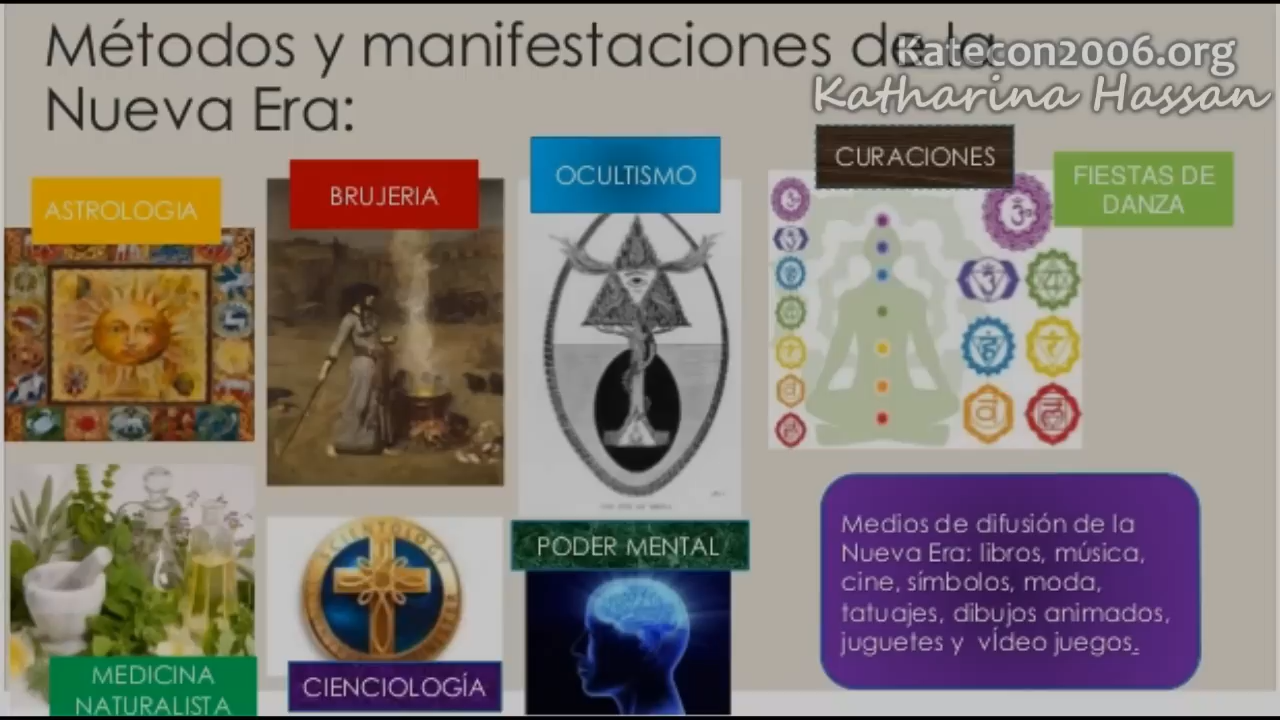 Métodos y manifestaciones de la
Nueva Era:
Katecon2006.org
Katharina Hassan
ASTROLOGIA
BRUJERIA
OCULTISMO
CURACIONES
FIESTAS DE
DANZA
SCIENTOLOGY
PODER MENTAL
Medios de difusión de la
Nueva Era: libros, música,
cine, símbolos, moda,
tatuajes, dibujos animados,
juguetes y vÍdeo juegos.
MEDICINA
NATURALISTA
CIENCIOLOGÍA